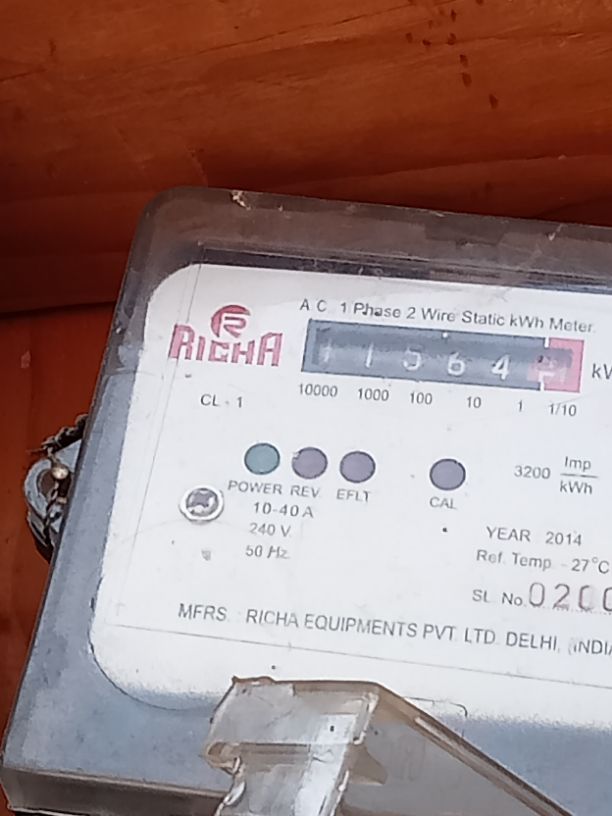 A C 1 Phase 2 Wire Static kWh Meter.
RICHA
1 1 5 6 4
10000 1000 100 10 1 1/10
CL - 1
3200 Imp/kWh
POWER REV EFLT CAL
10-40 A
240 V
50 Hz
YEAR 2014
Ref. Temp - 27°C
SL. No. 0200
MFRS. : RICHA EQUIPMENTS PVT. LTD. DELHI,